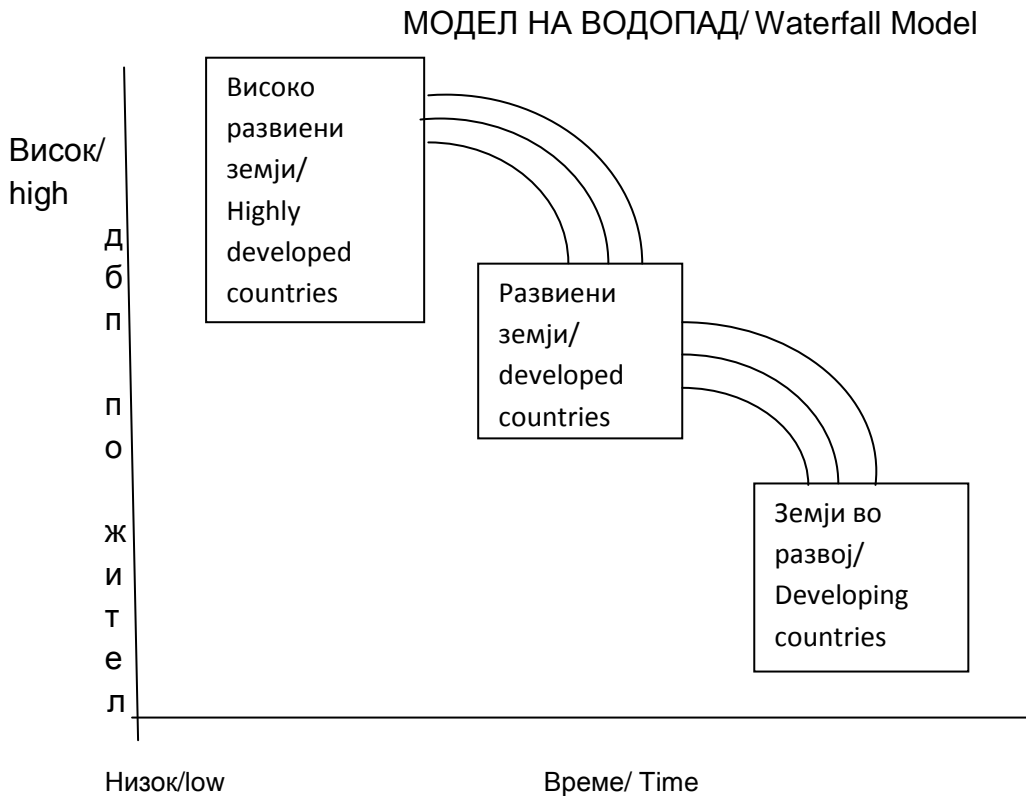 МОДЕЛ НА ВОДОПАД/ Waterfall Model
Висок/
high
д
б
п
п
о
ж
и
т
е
л
Високо
развиени
земји/
Highly
developed
countries
Развиени
земји/
developed
countries
Земји во
развој/
Developing
countries
Низок/low
Време/ Time